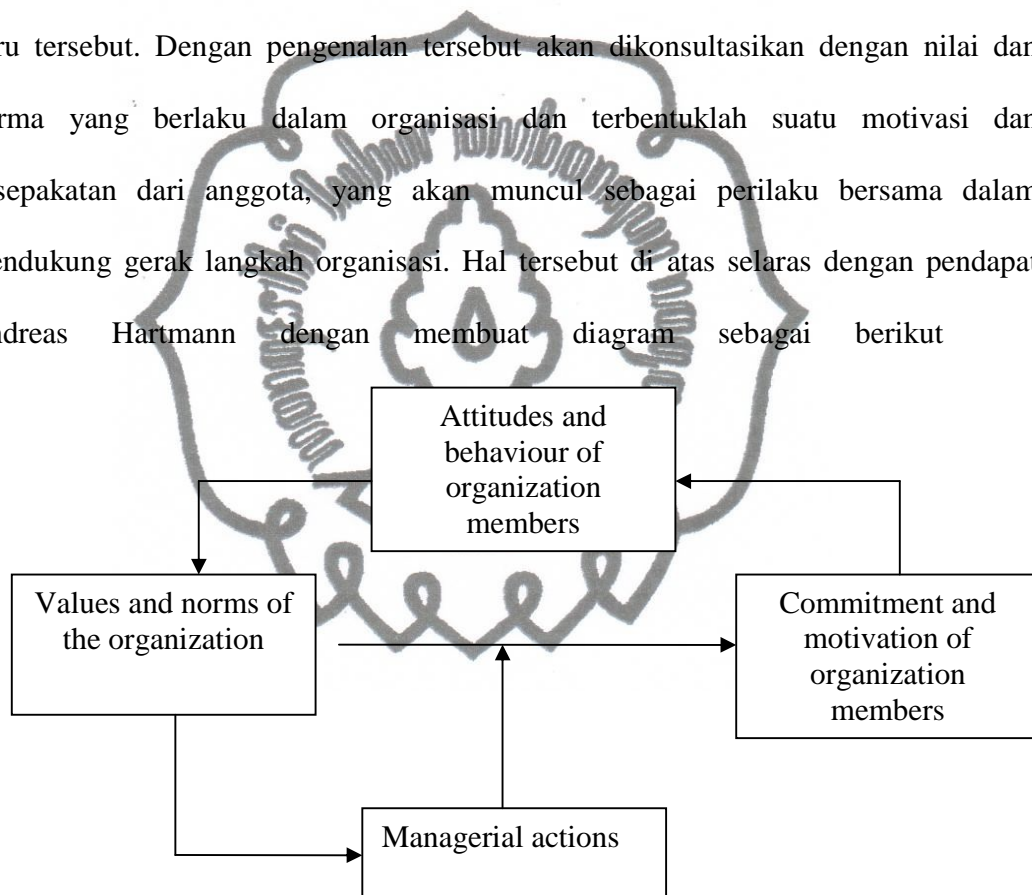 ru tersebut. Dengan pengenalan tersebut akan dikonsultasikan dengan nilai dan
rma yang berlaku dalam organisasi dan terbentuklah suatu motivasi dan
sepakatan dari anggota, yang akan muncul sebagai perilaku bersama dalam
endukung gerak langkah organisasi. Hal tersebut di atas selaras dengan pendapat
ndreas Hartmann dengan membuat diagram sebagai berikut
Attitudes and
behaviour of
organization
members
Values and norms of
the organization
Commitment and
motivation of
organization
members
Managerial actions